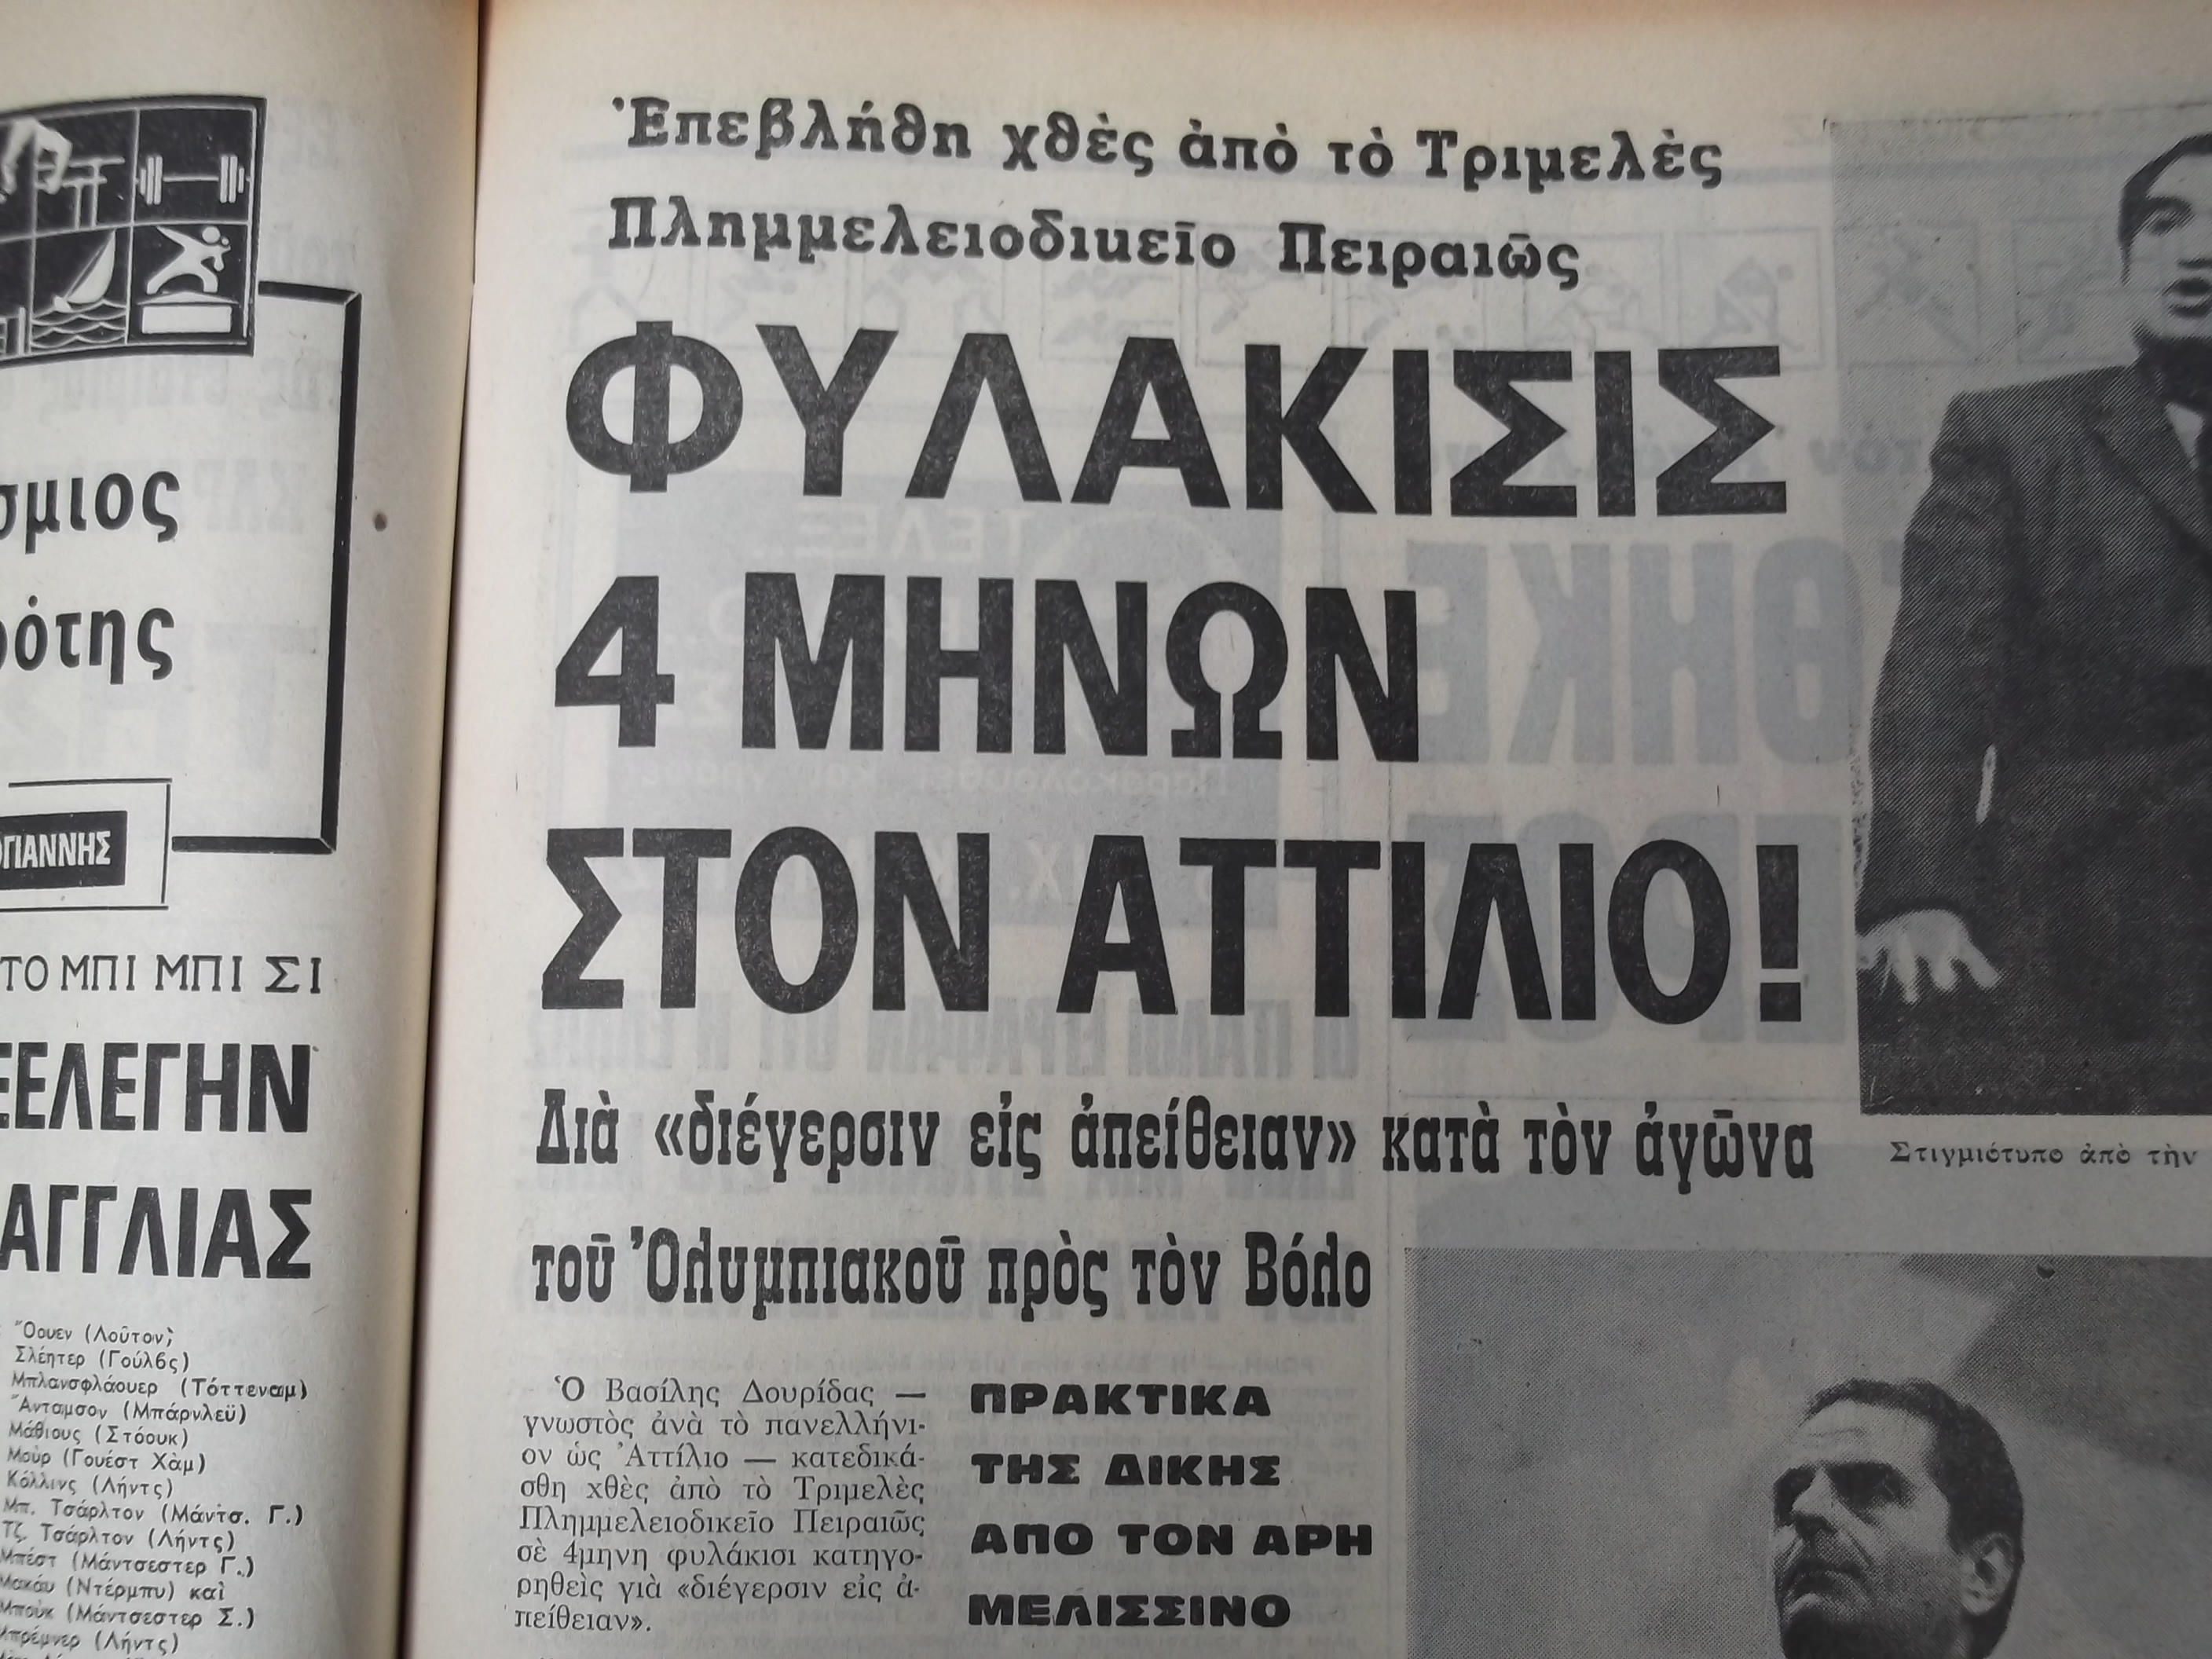 σμιος
ρότης
ΟΓΙΑΝΝΗΣ
ΤΟ ΜΠΙ ΜΠΙ ΣΙ
ΞΕΛΕΓΗΝ
ΑΓΓΛΙΑΣ
Ὄουεν (Λοῦτον)
Σλέητερ (Γούλβς)
Μπλανσφλάουερ (Τόττεναμ)
Ἄνταμσον (Μπάρνλεϋ)
Μάθιους (Στόουκ)
Μοὺρ (Γουέστ Χὰμ)
Κόλλινς (Λήντς)
Μπ. Τσάρλτον (Μάντσ. Γ.)
Τζ. Τσάρλτον (Λήντς)
Μπέστ (Μάντσεστερ Γ.)
Μακάυ (Ντέρμπυ) καὶ
Μπούκ (Μάντσεστερ Σ.)
Μπρέμνερ (Λήντς)
Ἐπεβλήθη χθὲς ἀπὸ τὸ Τριμελὲς
Πλημμελειοδικεῖο Πειραιῶς
ΦΥΛΑΚΙΣΙΣ
4 ΜΗΝΩΝ
ΣΤΟΝ ΑΤΤΙΛΙΟ!
Διὰ «διέγερσιν εἰς ἀπείθειαν» κατὰ τὸν ἀγῶνα
τοῦ Ὀλυμπιακοῦ πρὸς τὸν Βόλο
Ὁ Βασίλης Δουρίδας —
γνωστὸς ἀνὰ τὸ πανελλήνι-
ον ὡς Ἀττίλιο — κατεδικά-
σθη χθὲς ἀπὸ τὸ Τριμελὲς
Πλημμελειοδικεῖο Πειραιῶς
σὲ 4μηνη φυλάκισι κατηγο-
ρηθεὶς γιὰ «διέγερσιν εἰς ἀ-
πείθειαν».
ΠΡΑΚΤΙΚΑ
ΤΗΣ ΔΙΚΗΣ
ΑΠΟ ΤΟΝ ΑΡΗ
ΜΕΛΙΣΣΙΝΟ
Στιγμιότυπο ἀπὸ τὴν